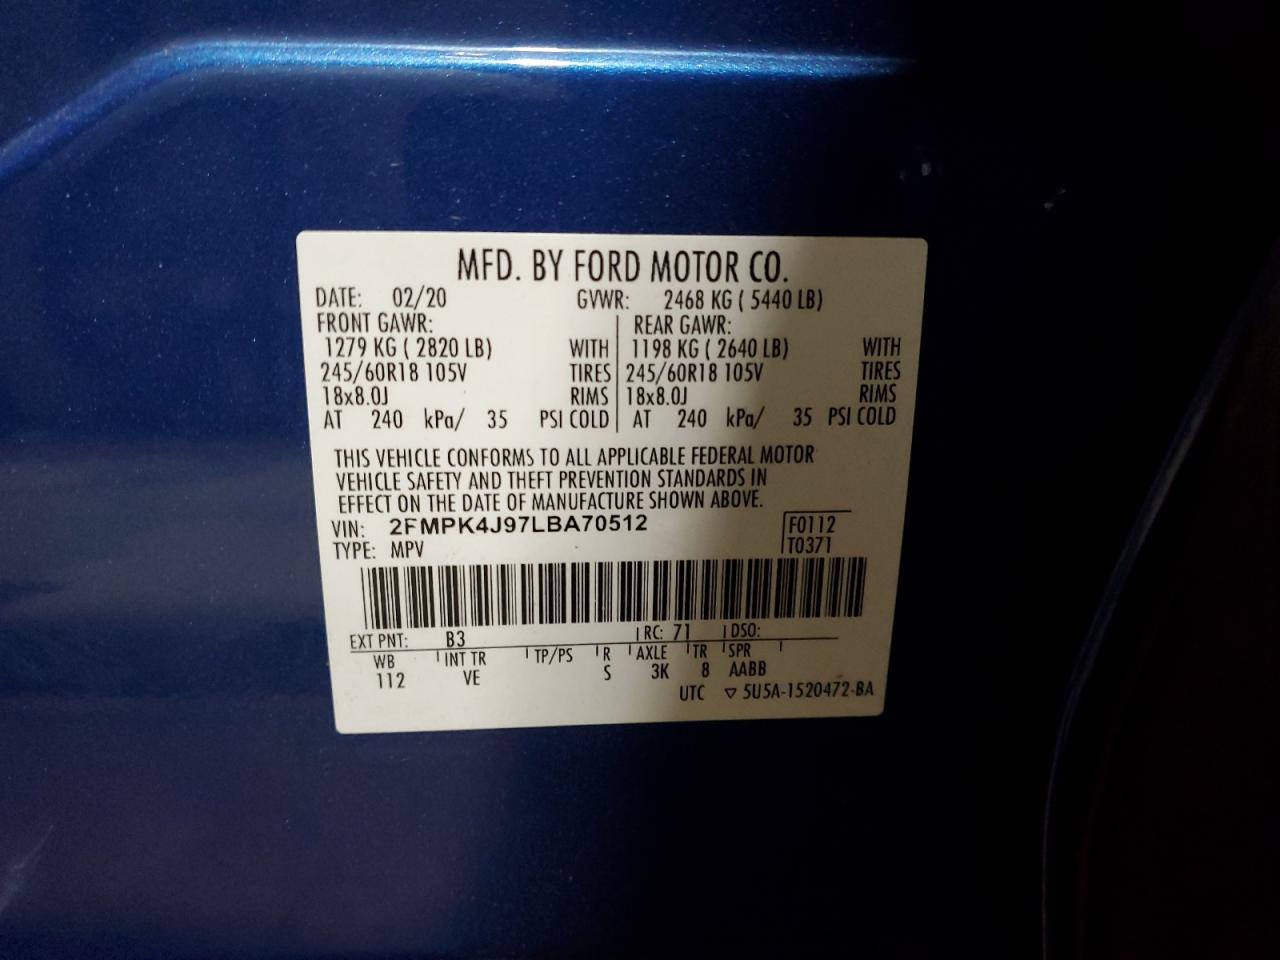 MFD. BY FORD MOTOR CO.
DATE: 02/20 GVWR: 2468 KG ( 5440 LB)
FRONT GAWR: REAR GAWR:
1279 KG ( 2820 LB) WITH 1198 KG ( 2640 LB) WITH
245/60R18 105V TIRES 245/60R18 105V TIRES
18x8.0J RIMS 18x8.0J RIMS
AT 240 kPa/ 35 PSI COLD AT 240 kPa/ 35 PSI COLD
THIS VEHICLE CONFORMS TO ALL APPLICABLE FEDERAL MOTOR
VEHICLE SAFETY AND THEFT PREVENTION STANDARDS IN
EFFECT ON THE DATE OF MANUFACTURE SHOWN ABOVE.
VIN: 2FMPK4J97LBA70512 F0112
TYPE: MPV T0371
EXT PNT: B3 RC: 71 DSO:
WB INT TR TP/PS R AXLE TR SPR
112 VE S 3K 8 AABB
UTC ▽ 5U5A-1520472-BA